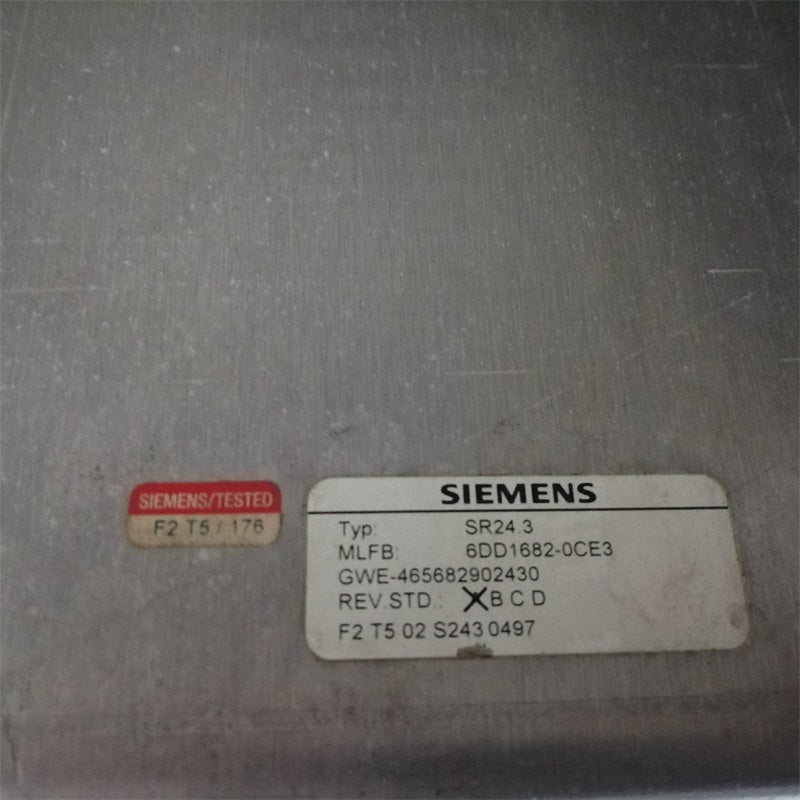 SIEMENS/TESTED
F2 T5 / 176
SIEMENS
Typ: SR24.3
MLFB: 6DD1682-0CE3
GWE-465682902430
REV.STD.: B C D
F2 T5 02 S243 0497